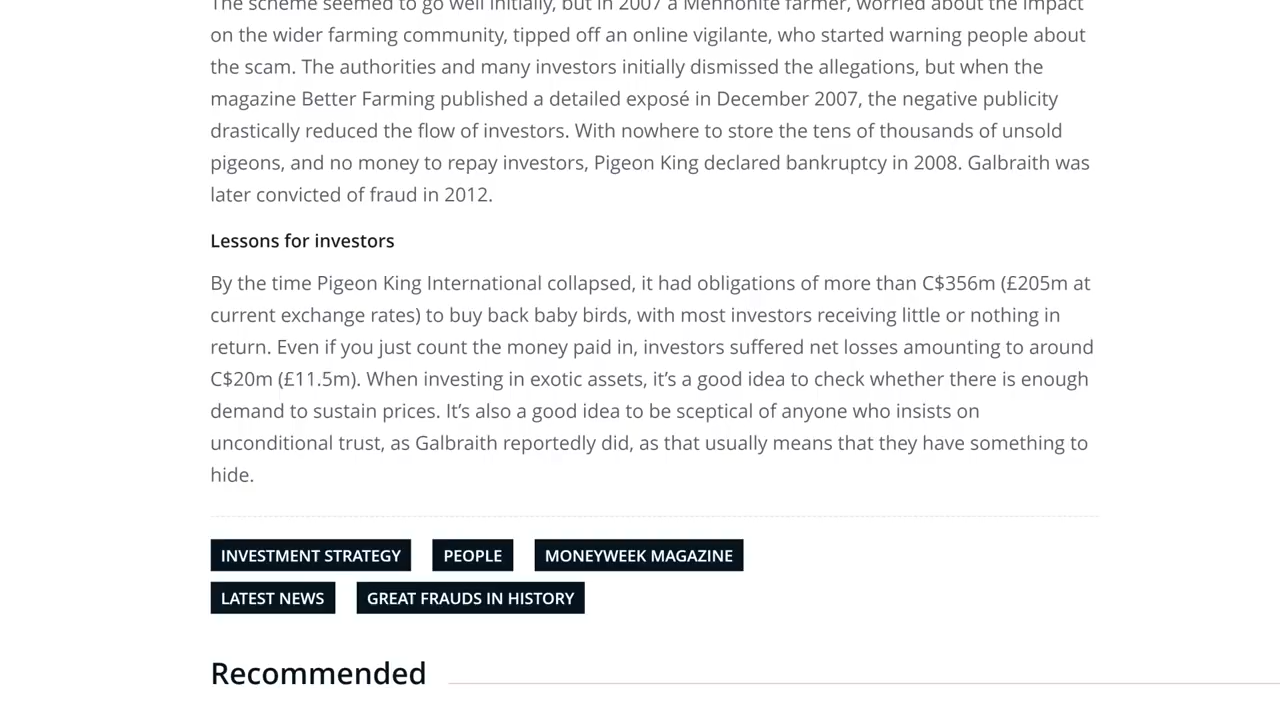 The scheme seemed to go well initially, but in 2007 a Mennonite farmer, worried about the impact
on the wider farming community, tipped off an online vigilante, who started warning people about
the scam. The authorities and many investors initially dismissed the allegations, but when the
magazine Better Farming published a detailed exposé in December 2007, the negative publicity
drastically reduced the flow of investors. With nowhere to store the tens of thousands of unsold
pigeons, and no money to repay investors, Pigeon King declared bankruptcy in 2008. Galbraith was
later convicted of fraud in 2012.
Lessons for investors
By the time Pigeon King International collapsed, it had obligations of more than C$356m (£205m at
current exchange rates) to buy back baby birds, with most investors receiving little or nothing in
return. Even if you just count the money paid in, investors suffered net losses amounting to around
C$20m (£11.5m). When investing in exotic assets, it’s a good idea to check whether there is enough
demand to sustain prices. It’s also a good idea to be sceptical of anyone who insists on
unconditional trust, as Galbraith reportedly did, as that usually means that they have something to
hide.
INVESTMENT STRATEGY PEOPLE MONEYWEEK MAGAZINE
LATEST NEWS GREAT FRAUDS IN HISTORY
Recommended